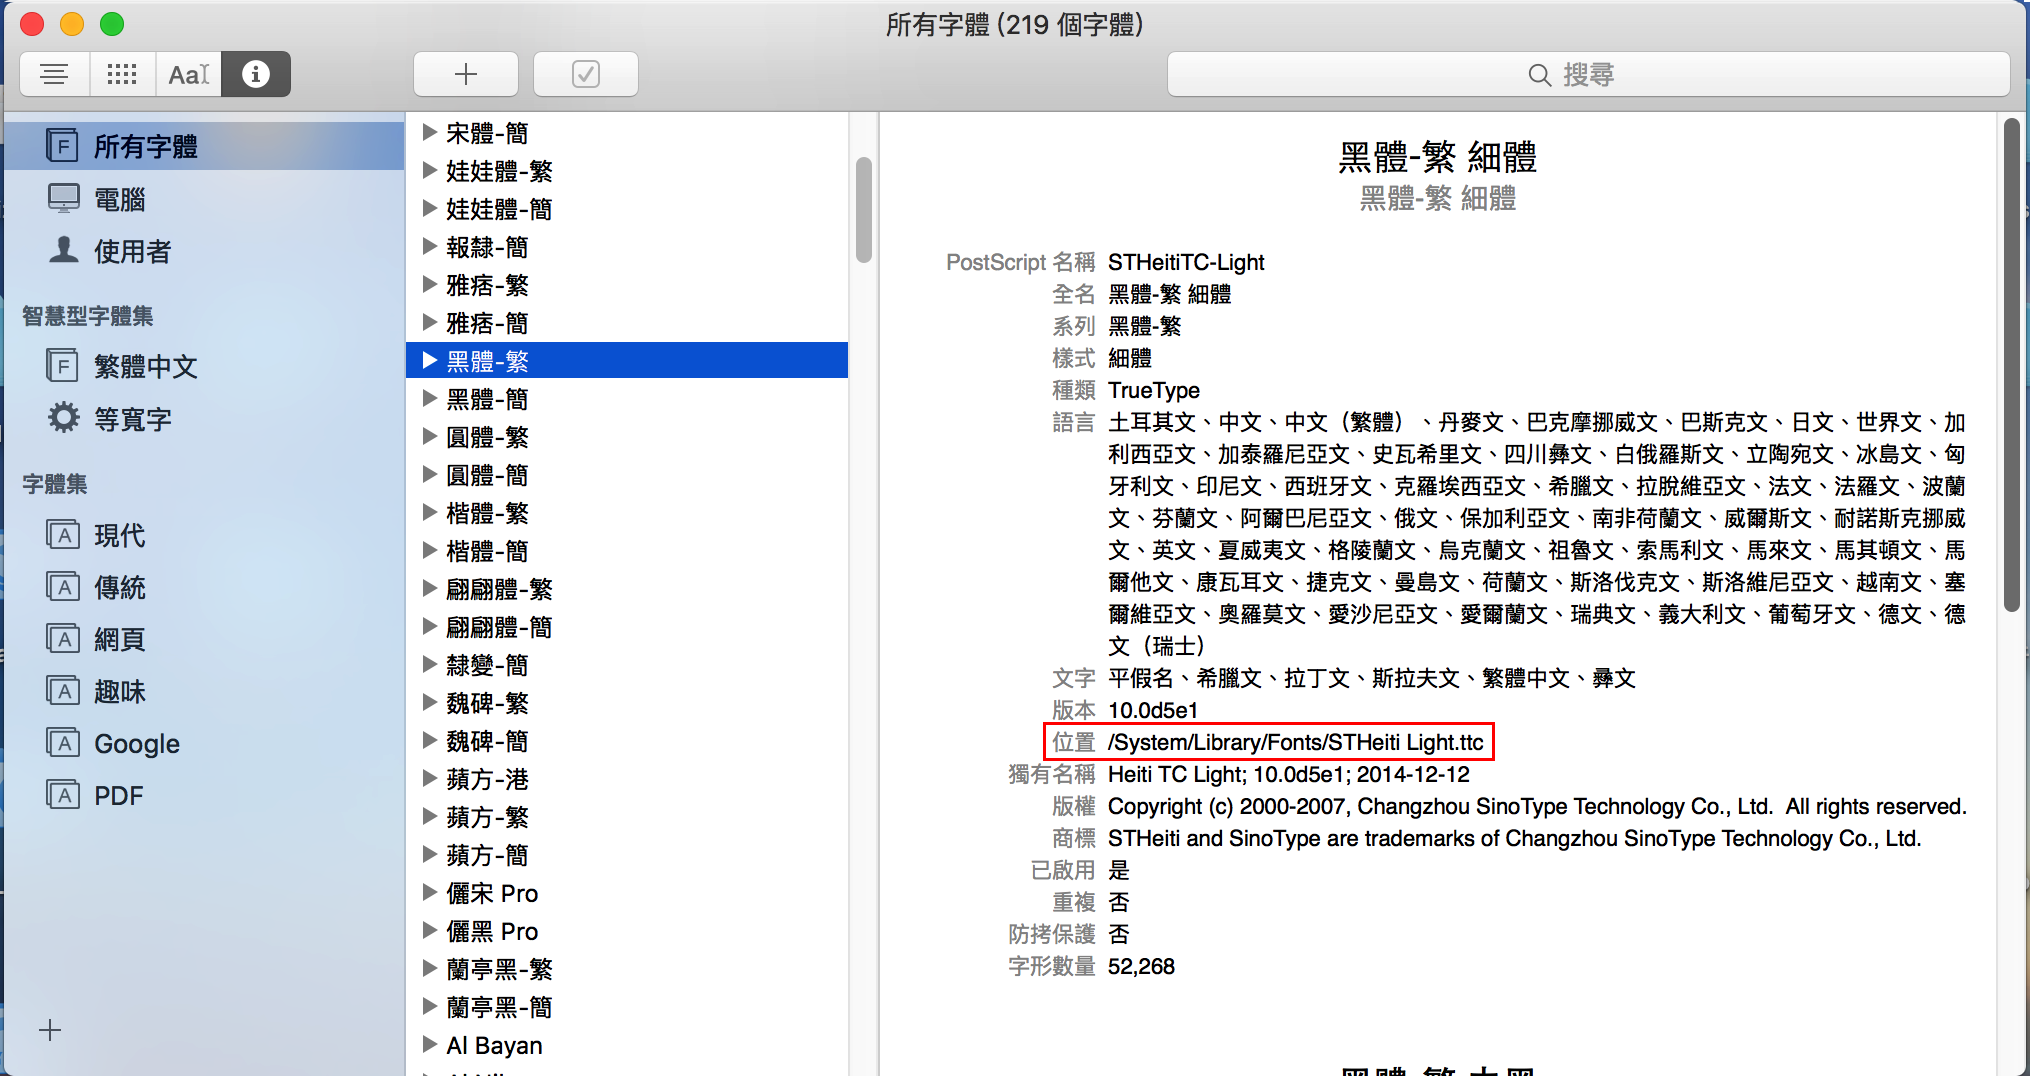 所有字體 (219 個字體)
Aa
搜尋
所有字體
電腦
使用者
智慧型字體集
繁體中文
等寬字
字體集
現代
傳統
網頁
趣味
Google
PDF
宋體-簡
娃娃體-繁
娃娃體-簡
報隸-簡
雅痞-繁
雅痞-簡
黑體-繁
黑體-簡
圓體-繁
圓體-簡
楷體-繁
楷體-簡
翩翩體-繁
翩翩體-簡
隸變-簡
魏碑-繁
魏碑-簡
蘋方-港
蘋方-繁
蘋方-簡
儷宋 Pro
儷黑 Pro
蘭亭黑-繁
蘭亭黑-簡
Al Bayan
黑體-繁 細體
黑體-繁 細體
PostScript 名稱 STHeitiTC-Light
全名 黑體-繁 細體
系列 黑體-繁
樣式 細體
種類 TrueType
語言 土耳其文、中文、中文（繁體）、丹麥文、巴克摩挪威文、巴斯克文、日文、世界文、加
利西亞文、加泰羅尼亞文、史瓦希里文、四川彝文、白俄羅斯文、立陶宛文、冰島文、匈
牙利文、印尼文、西班牙文、克羅埃西亞文、希臘文、拉脫維亞文、法文、法羅文、波蘭
文、芬蘭文、阿爾巴尼亞文、俄文、保加利亞文、南非荷蘭文、威爾斯文、耐諾斯克挪威
文、英文、夏威夷文、格陵蘭文、烏克蘭文、祖魯文、索馬利文、馬來文、馬其頓文、馬
爾他文、康瓦耳文、捷克文、曼島文、荷蘭文、斯洛伐克文、斯洛維尼亞文、越南文、塞
爾維亞文、奧羅莫文、愛沙尼亞文、愛爾蘭文、瑞典文、義大利文、葡萄牙文、德文、德
文（瑞士）
文字 平假名、希臘文、拉丁文、斯拉夫文、繁體中文、彝文
版本 10.0d5e1
位置 /System/Library/Fonts/STHeiti Light.ttc
獨有名稱 Heiti TC Light; 10.0d5e1; 2014-12-12
版權 Copyright (c) 2000-2007, Changzhou SinoType Technology Co., Ltd.  All rights reserved.
商標 STHeiti and SinoType are trademarks of Changzhou SinoType Technology Co., Ltd.
已啟用 是
重複 否
防拷保護 否
字形數量 52,268